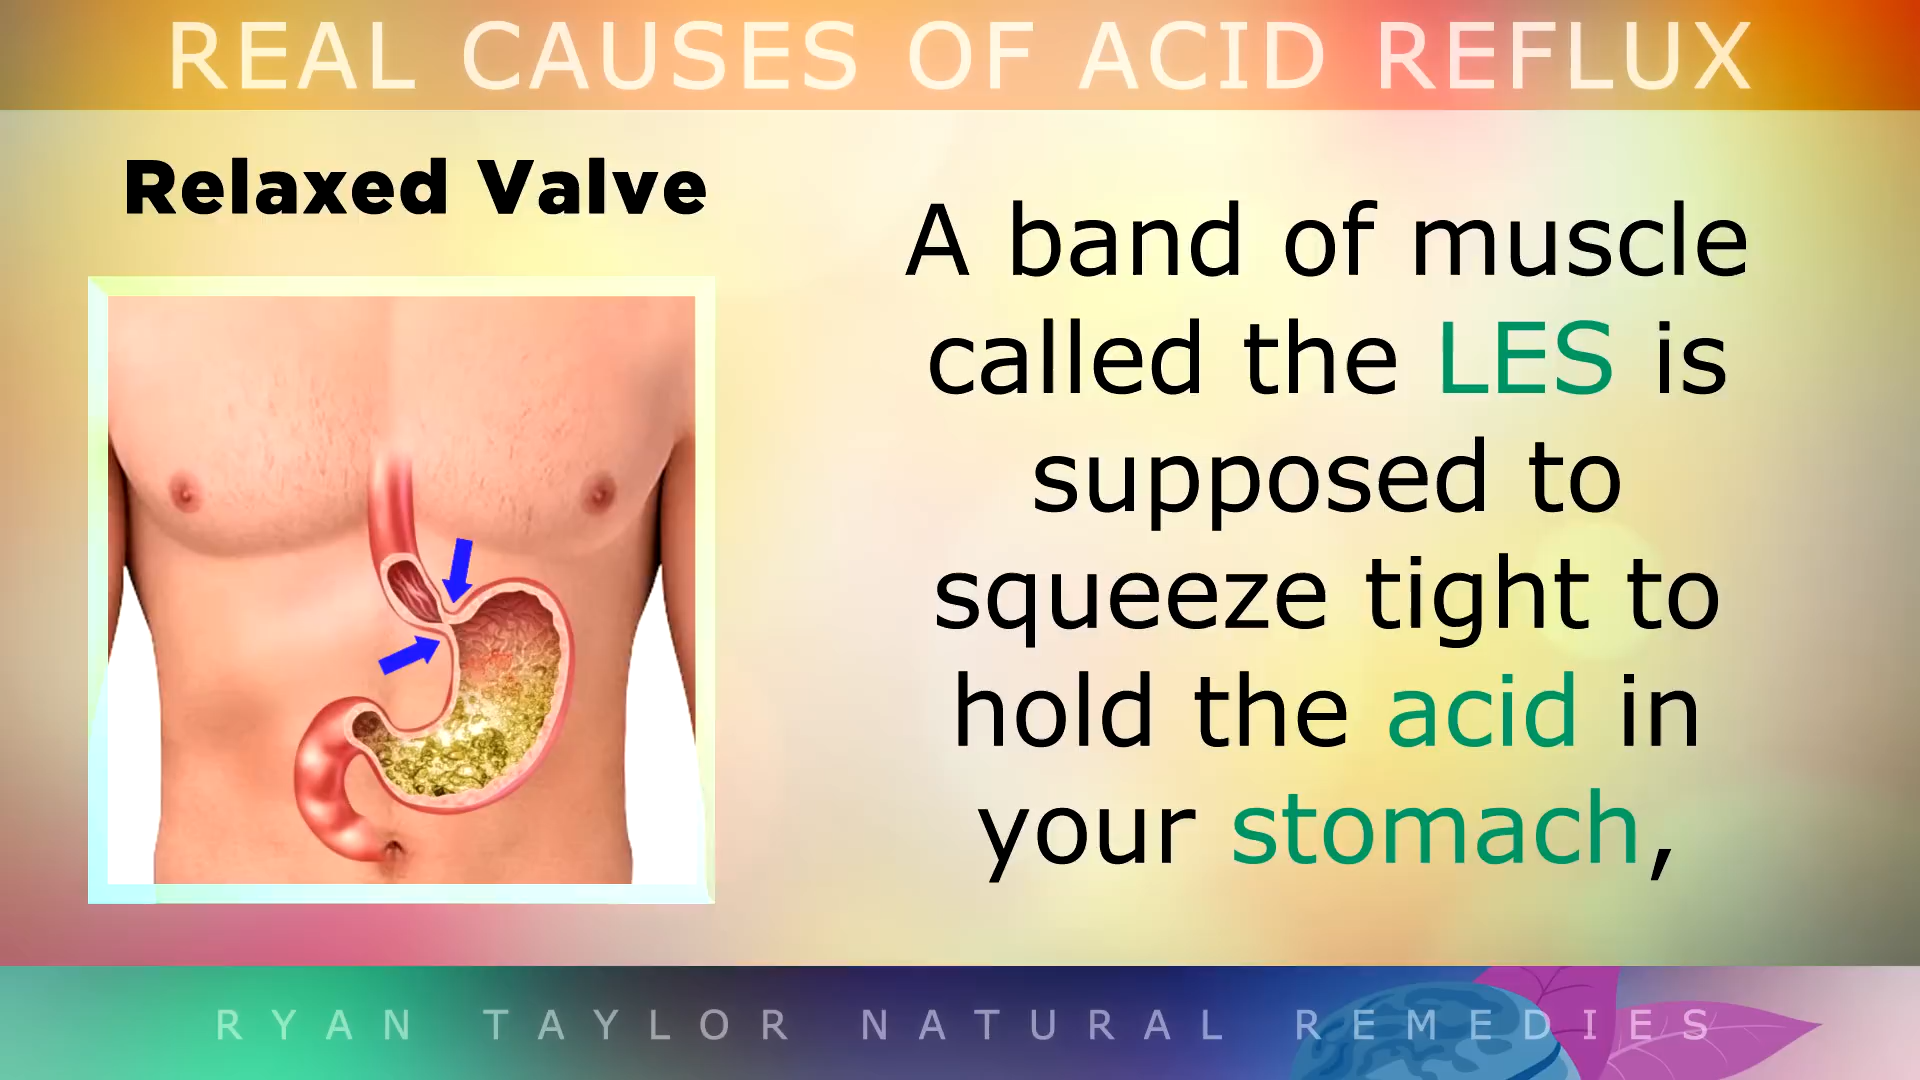 REAL CAUSES OF ACID REFLUX
Relaxed Valve
A band of muscle
called the LES is
supposed to
squeeze tight to
hold the acid in
your stomach,
RYAN TAYLOR NATURAL REMEDIES